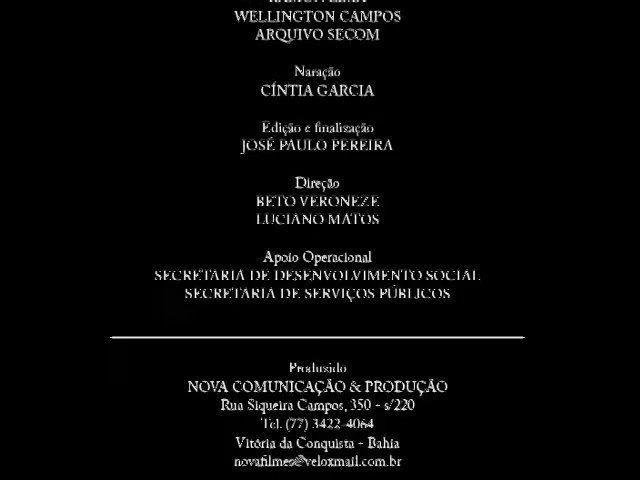 WELLINGTON CAMPOS
ARQUIVO SECOM
Naração
CÍNTIA GARCIA
Edição e finalização
JOSÉ PAULO PEREIRA
Direção
BETO VERONEZE
LUCIANO MATOS
Apoio Operacional
SECRETARIA DE DESENVOLVIMENTO SOCIAL
SECRETARIA DE SERVIÇOS PÚBLICOS
Produzido
NOVA COMUNICAÇÃO & PRODUÇÃO
Rua Siqueira Campos, 350 - s/220
Tel. (77) 3422-4064
Vitória da Conquista - Bahia
novafilmes@veloxmail.com.br